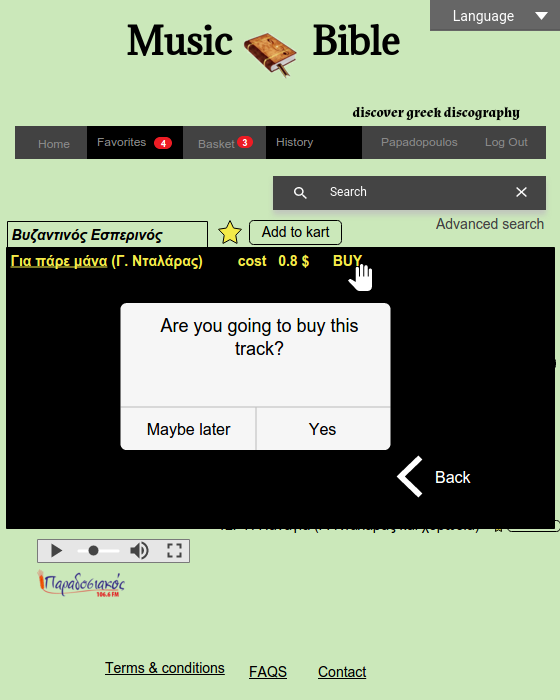 Language
Music Bible
discover greek discography
Home Favorites 4 Basket 3 History Papadopoulos Log Out
Search
Advanced search
Βυζαντινός Εσπερινός Add to kart
Για πάρε μάνα (Γ. Νταλάρας) cost 0.8 $ BUY
Are you going to buy this
track?
Maybe later Yes
Back
Παραδοσιακός
106.6 FM
Terms & conditions FAQS Contact